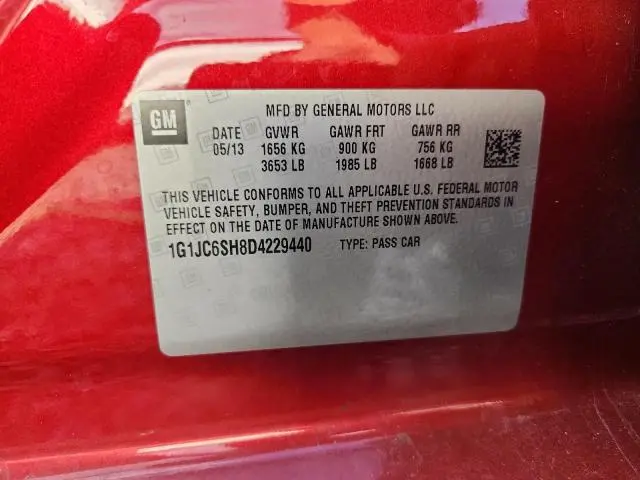 GM
MFD BY GENERAL MOTORS LLC
DATE GVWR GAWR FRT GAWR RR
05/13 1656 KG 900 KG 756 KG
3653 LB 1985 LB 1668 LB
THIS VEHICLE CONFORMS TO ALL APPLICABLE U.S. FEDERAL MOTOR
VEHICLE SAFETY, BUMPER, AND THEFT PREVENTION STANDARDS IN
EFFECT ON THE DATE OF MANUFACTURE SHOWN ABOVE.
1G1JC6SH8D4229440 TYPE: PASS CAR